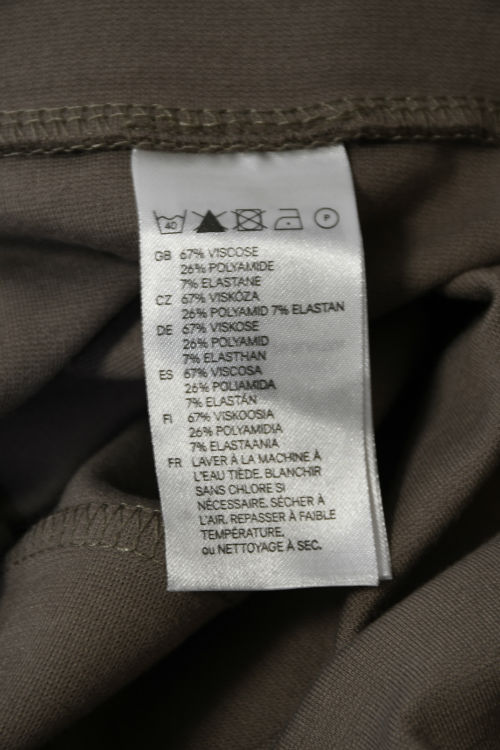 40 P
GB 67% VISCOSE
26% POLYAMIDE
7% ELASTANE
CZ 67% VISKÓZA
26% POLYAMID 7% ELASTAN
DE 67% VISKOSE
26% POLYAMID
7% ELASTHAN
ES 67% VISCOSA
26% POLIAMIDA
7% ELASTÁN
FI 67% VISKOOSIA
26% POLYAMIDIA
7% ELASTAANIA
FR LAVER À LA MACHINE À
L'EAU TIÈDE. BLANCHIR
SANS CHLORE SI
NÉCESSAIRE. SÉCHER À
L'AIR. REPASSER À FAIBLE
TEMPÉRATURE.
ou NETTOYAGE À SEC.